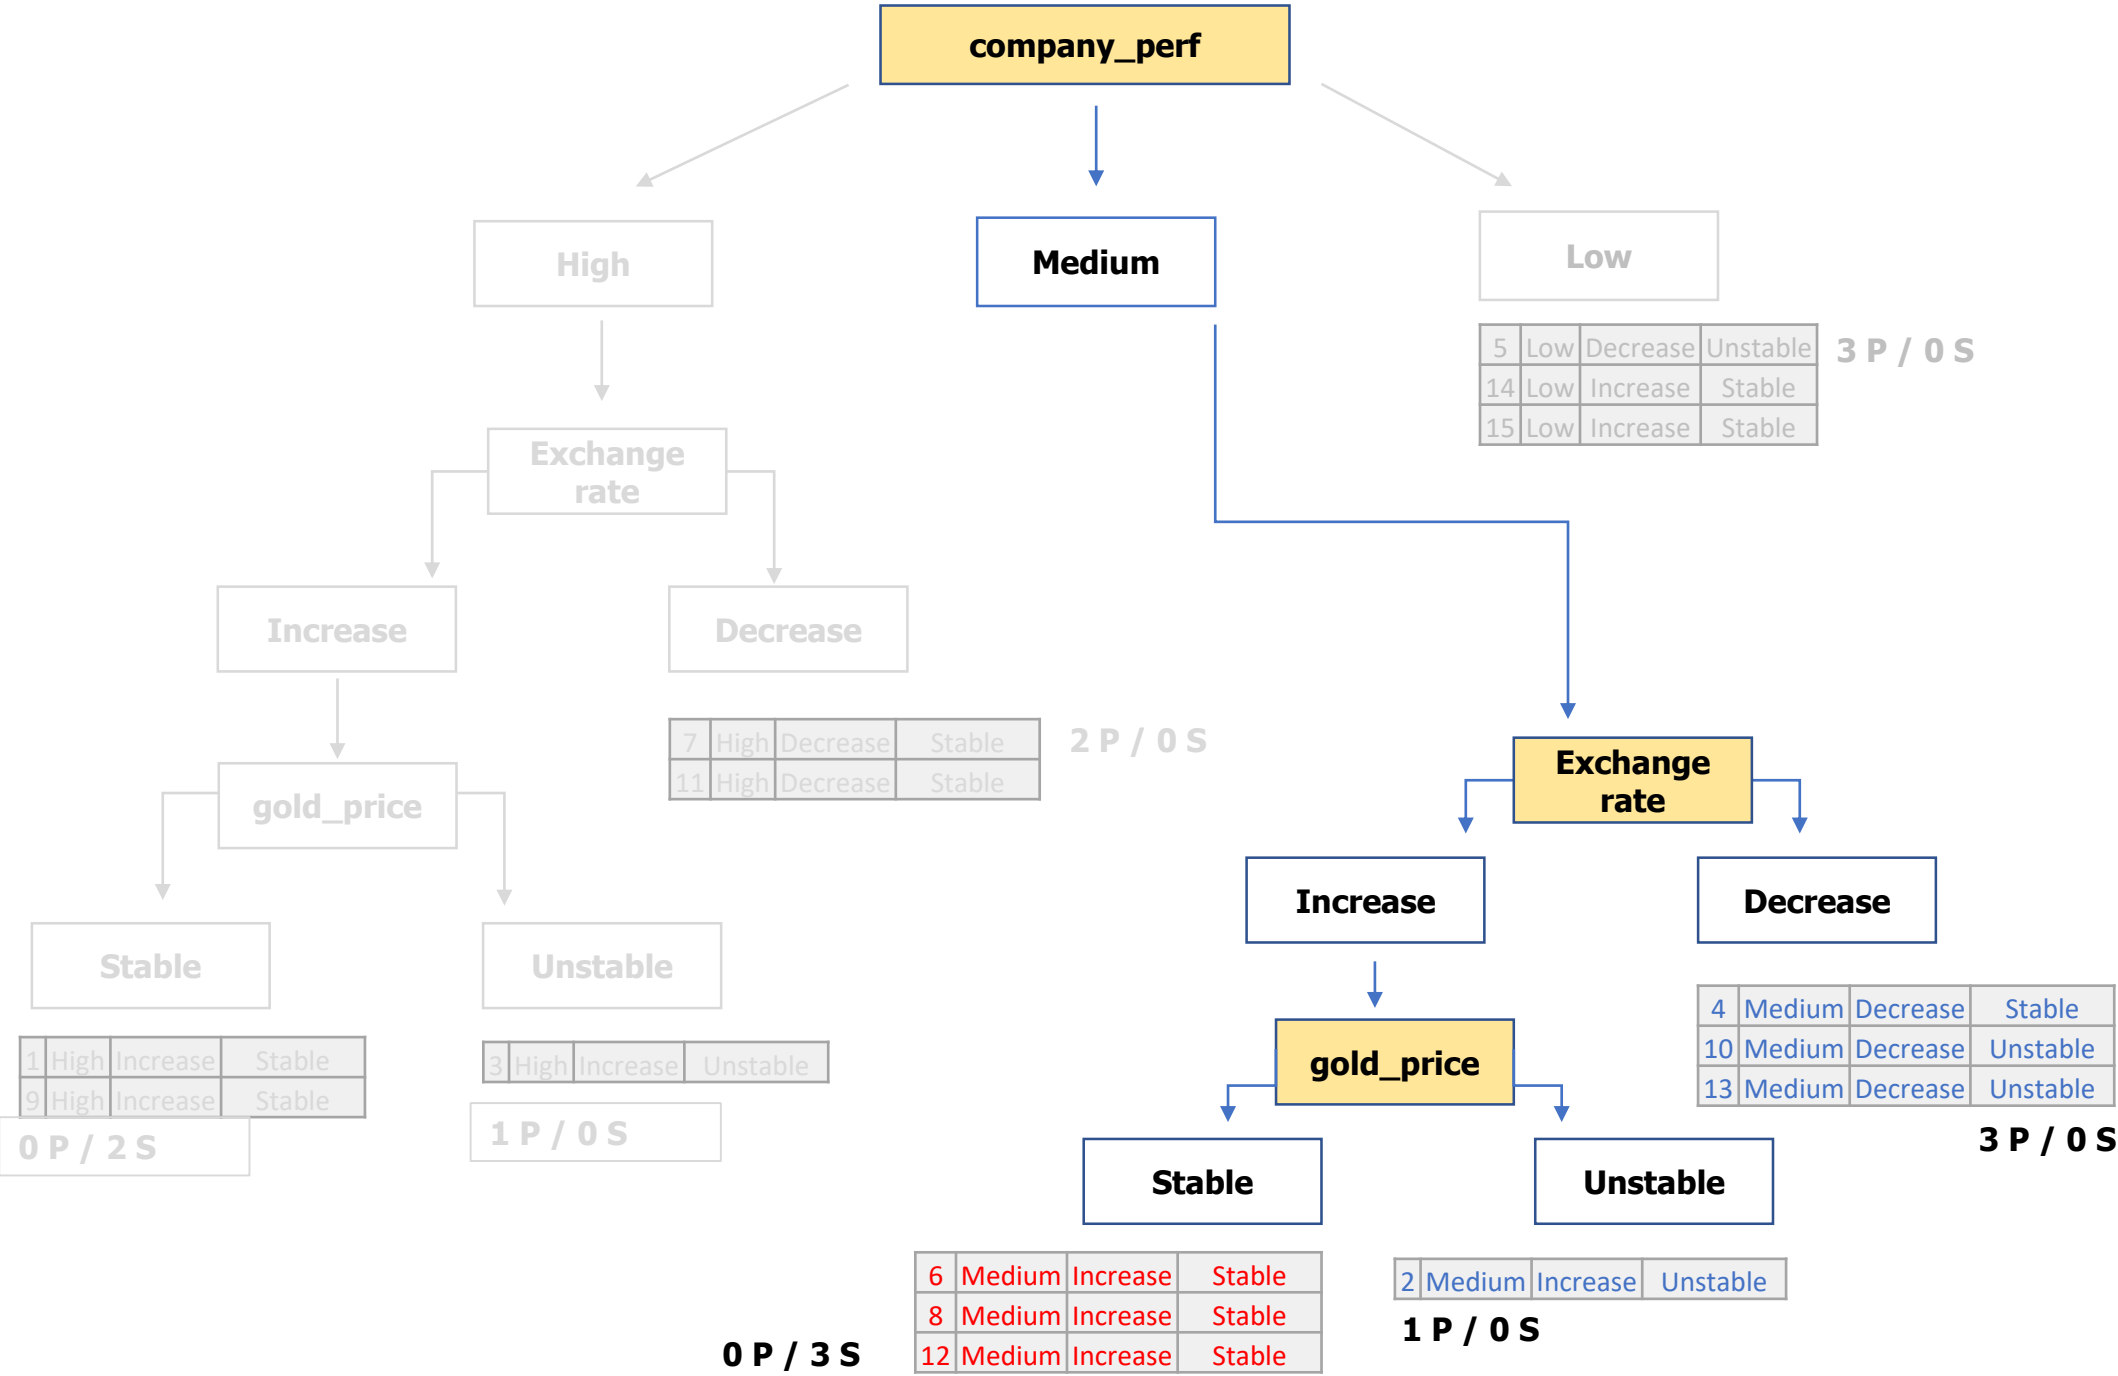 company_perf
High
Medium
Low
5 Low Decrease Unstable
14 Low Increase Stable
15 Low Increase Stable
3 P / 0 S
Exchange
rate
Increase
Decrease
7 High Decrease Stable
11 High Decrease Stable
2 P / 0 S
gold_price
Stable
Unstable
1 High Increase Stable
9 High Increase Stable
0 P / 2 S
3 High Increase Unstable
1 P / 0 S
Exchange
rate
Increase
Decrease
4 Medium Decrease Stable
10 Medium Decrease Unstable
13 Medium Decrease Unstable
3 P / 0 S
gold_price
Stable
Unstable
6 Medium Increase Stable
8 Medium Increase Stable
12 Medium Increase Stable
0 P / 3 S
2 Medium Increase Unstable
1 P / 0 S